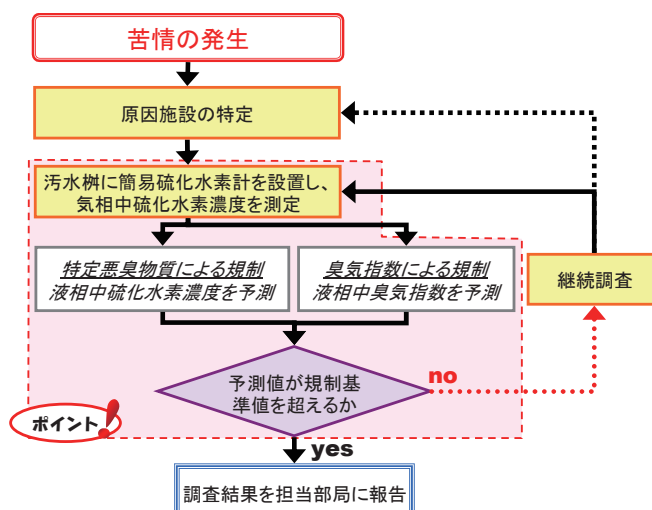 苦情の発生
原因施設の特定
汚水桝に簡易硫化水素計を設置し、
気相中硫化水素濃度を測定
特定悪臭物質による規制
液相中硫化水素濃度を予測
臭気指数による規制
液相中臭気指数を予測
継続調査
予測値が規制基
準値を超えるか
no
ポイント!
yes
調査結果を担当部局に報告